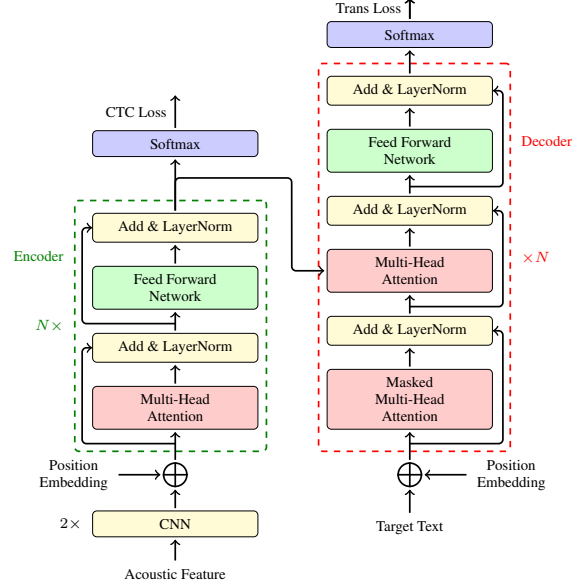 Trans Loss
Softmax
Add & LayerNorm
Feed Forward
Network
Decoder
Add & LayerNorm
Multi-Head
Attention
×N
Add & LayerNorm
Masked
Multi-Head
Attention
Position
Embedding
Target Text
CTC Loss
Softmax
Add & LayerNorm
Encoder
Feed Forward
Network
N×
Add & LayerNorm
Multi-Head
Attention
Position
Embedding
2×
CNN
Acoustic Feature